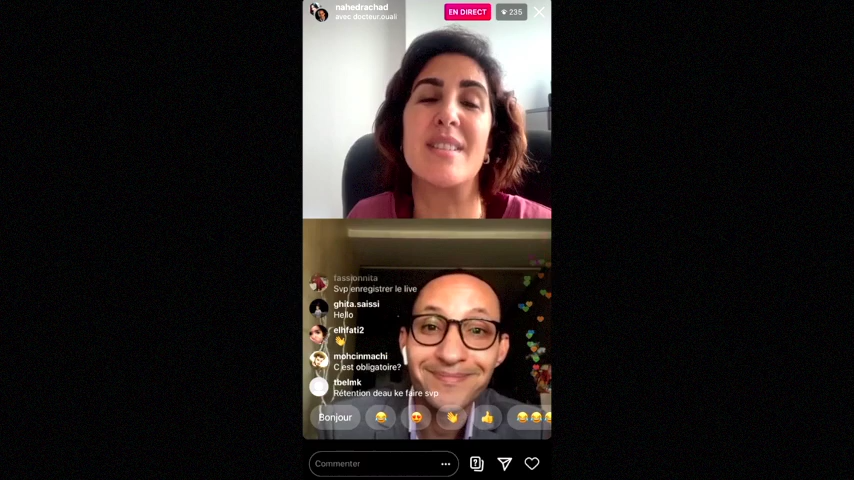 nahedrachad
avec docteur.ouali
EN DIRECT
235
fassionnita
Svp enregistrer le live
ghita.saissi
Hello
elhfati2
mohcinmachi
C est obligatoire?
tbelmk
Rétention deau ke faire svp
Bonjour
Commenter